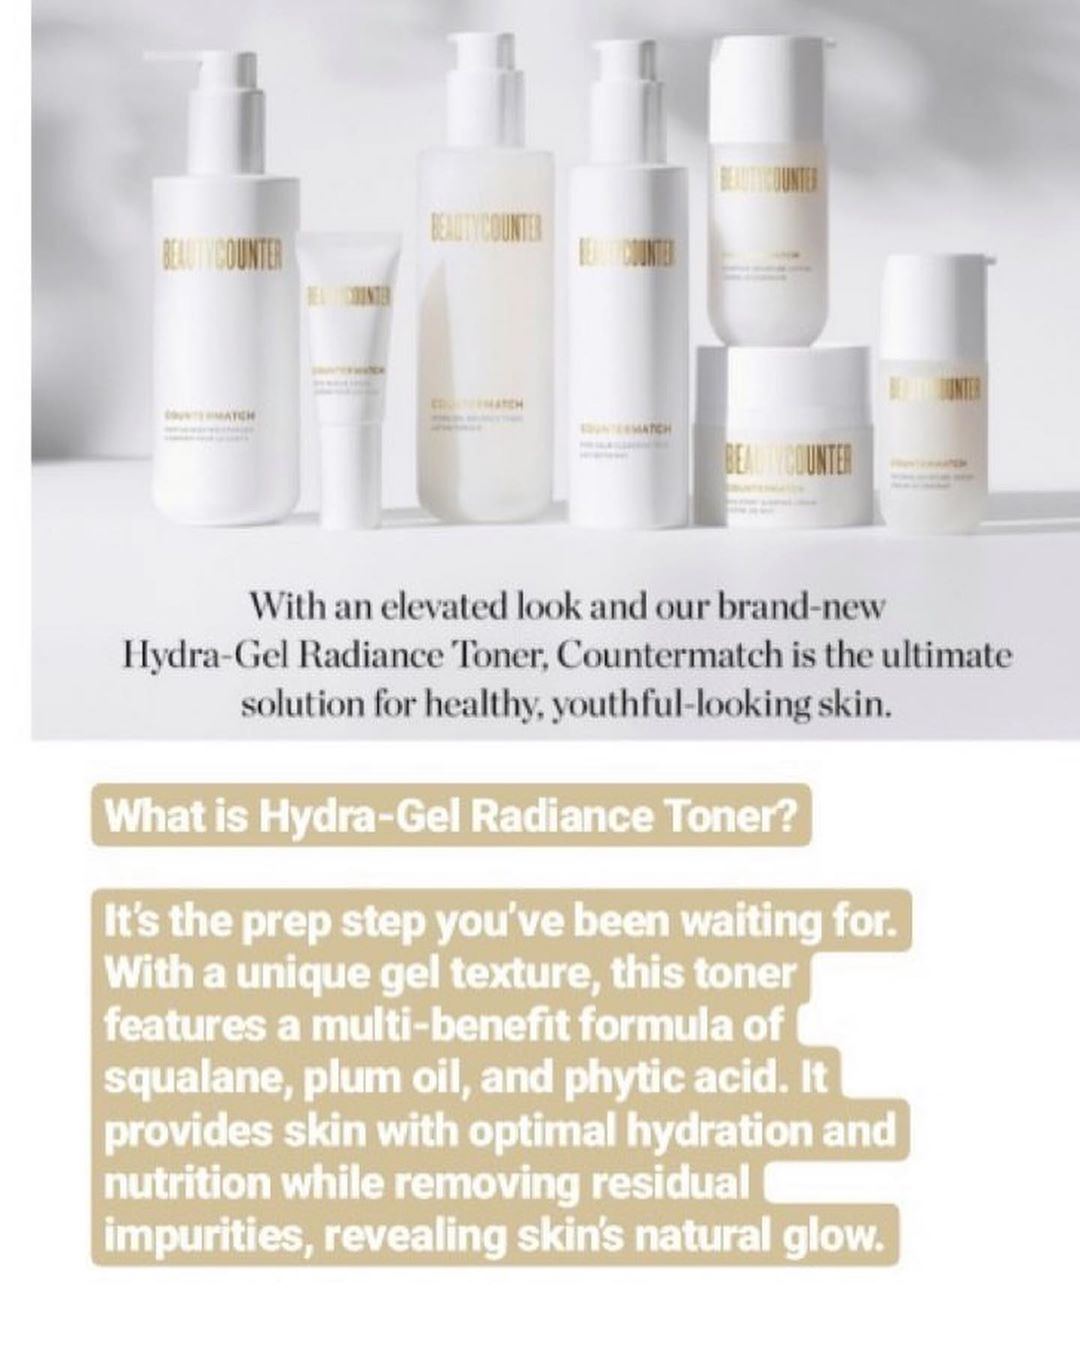 BEAUTYCOUNTER
COUNTERMATCH
BEAUTYCOUNTER
COUNTERMATCH
BEAUTYCOUNTER
COUNTERMATCH
BEAUTYCOUNTER
COUNTERMATCH
BEAUTYCOUNTER
COUNTERMATCH
BEAUTYCOUNTER
COUNTERMATCH
BEAUTYCOUNTER
COUNTERMATCH
With an elevated look and our brand-new
Hydra-Gel Radiance Toner, Countermatch is the ultimate
solution for healthy, youthful-looking skin.
What is Hydra-Gel Radiance Toner?
It's the prep step you've been waiting for.
With a unique gel texture, this toner
features a multi-benefit formula of
squalane, plum oil, and phytic acid. It
provides skin with optimal hydration and
nutrition while removing residual
impurities, revealing skin's natural glow.